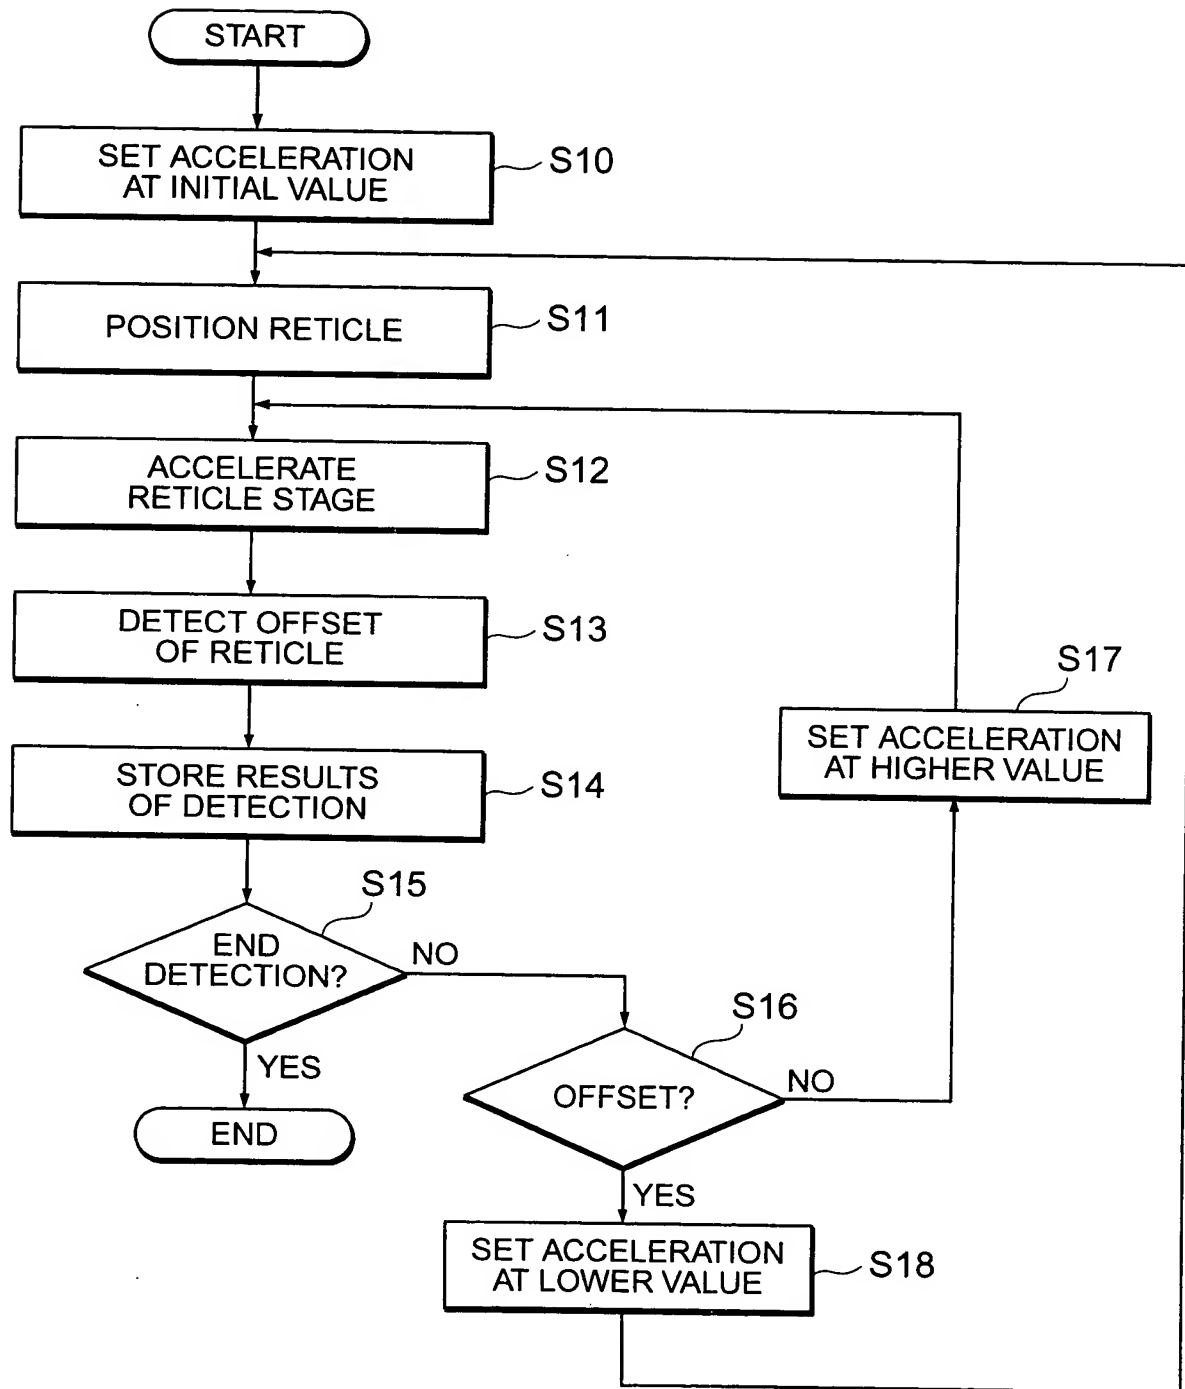 START
SET ACCELERATION
AT INITIAL VALUE
S10
POSITION RETICLE
S11
ACCELERATE
RETICLE STAGE
S12
DETECT OFFSET
OF RETICLE
S13
S17
SET ACCELERATION
AT HIGHER VALUE
STORE RESULTS
OF DETECTION
S14
S15
END
DETECTION?
NO
YES
END
S16
OFFSET?
NO
YES
SET ACCELERATION
AT LOWER VALUE
S18